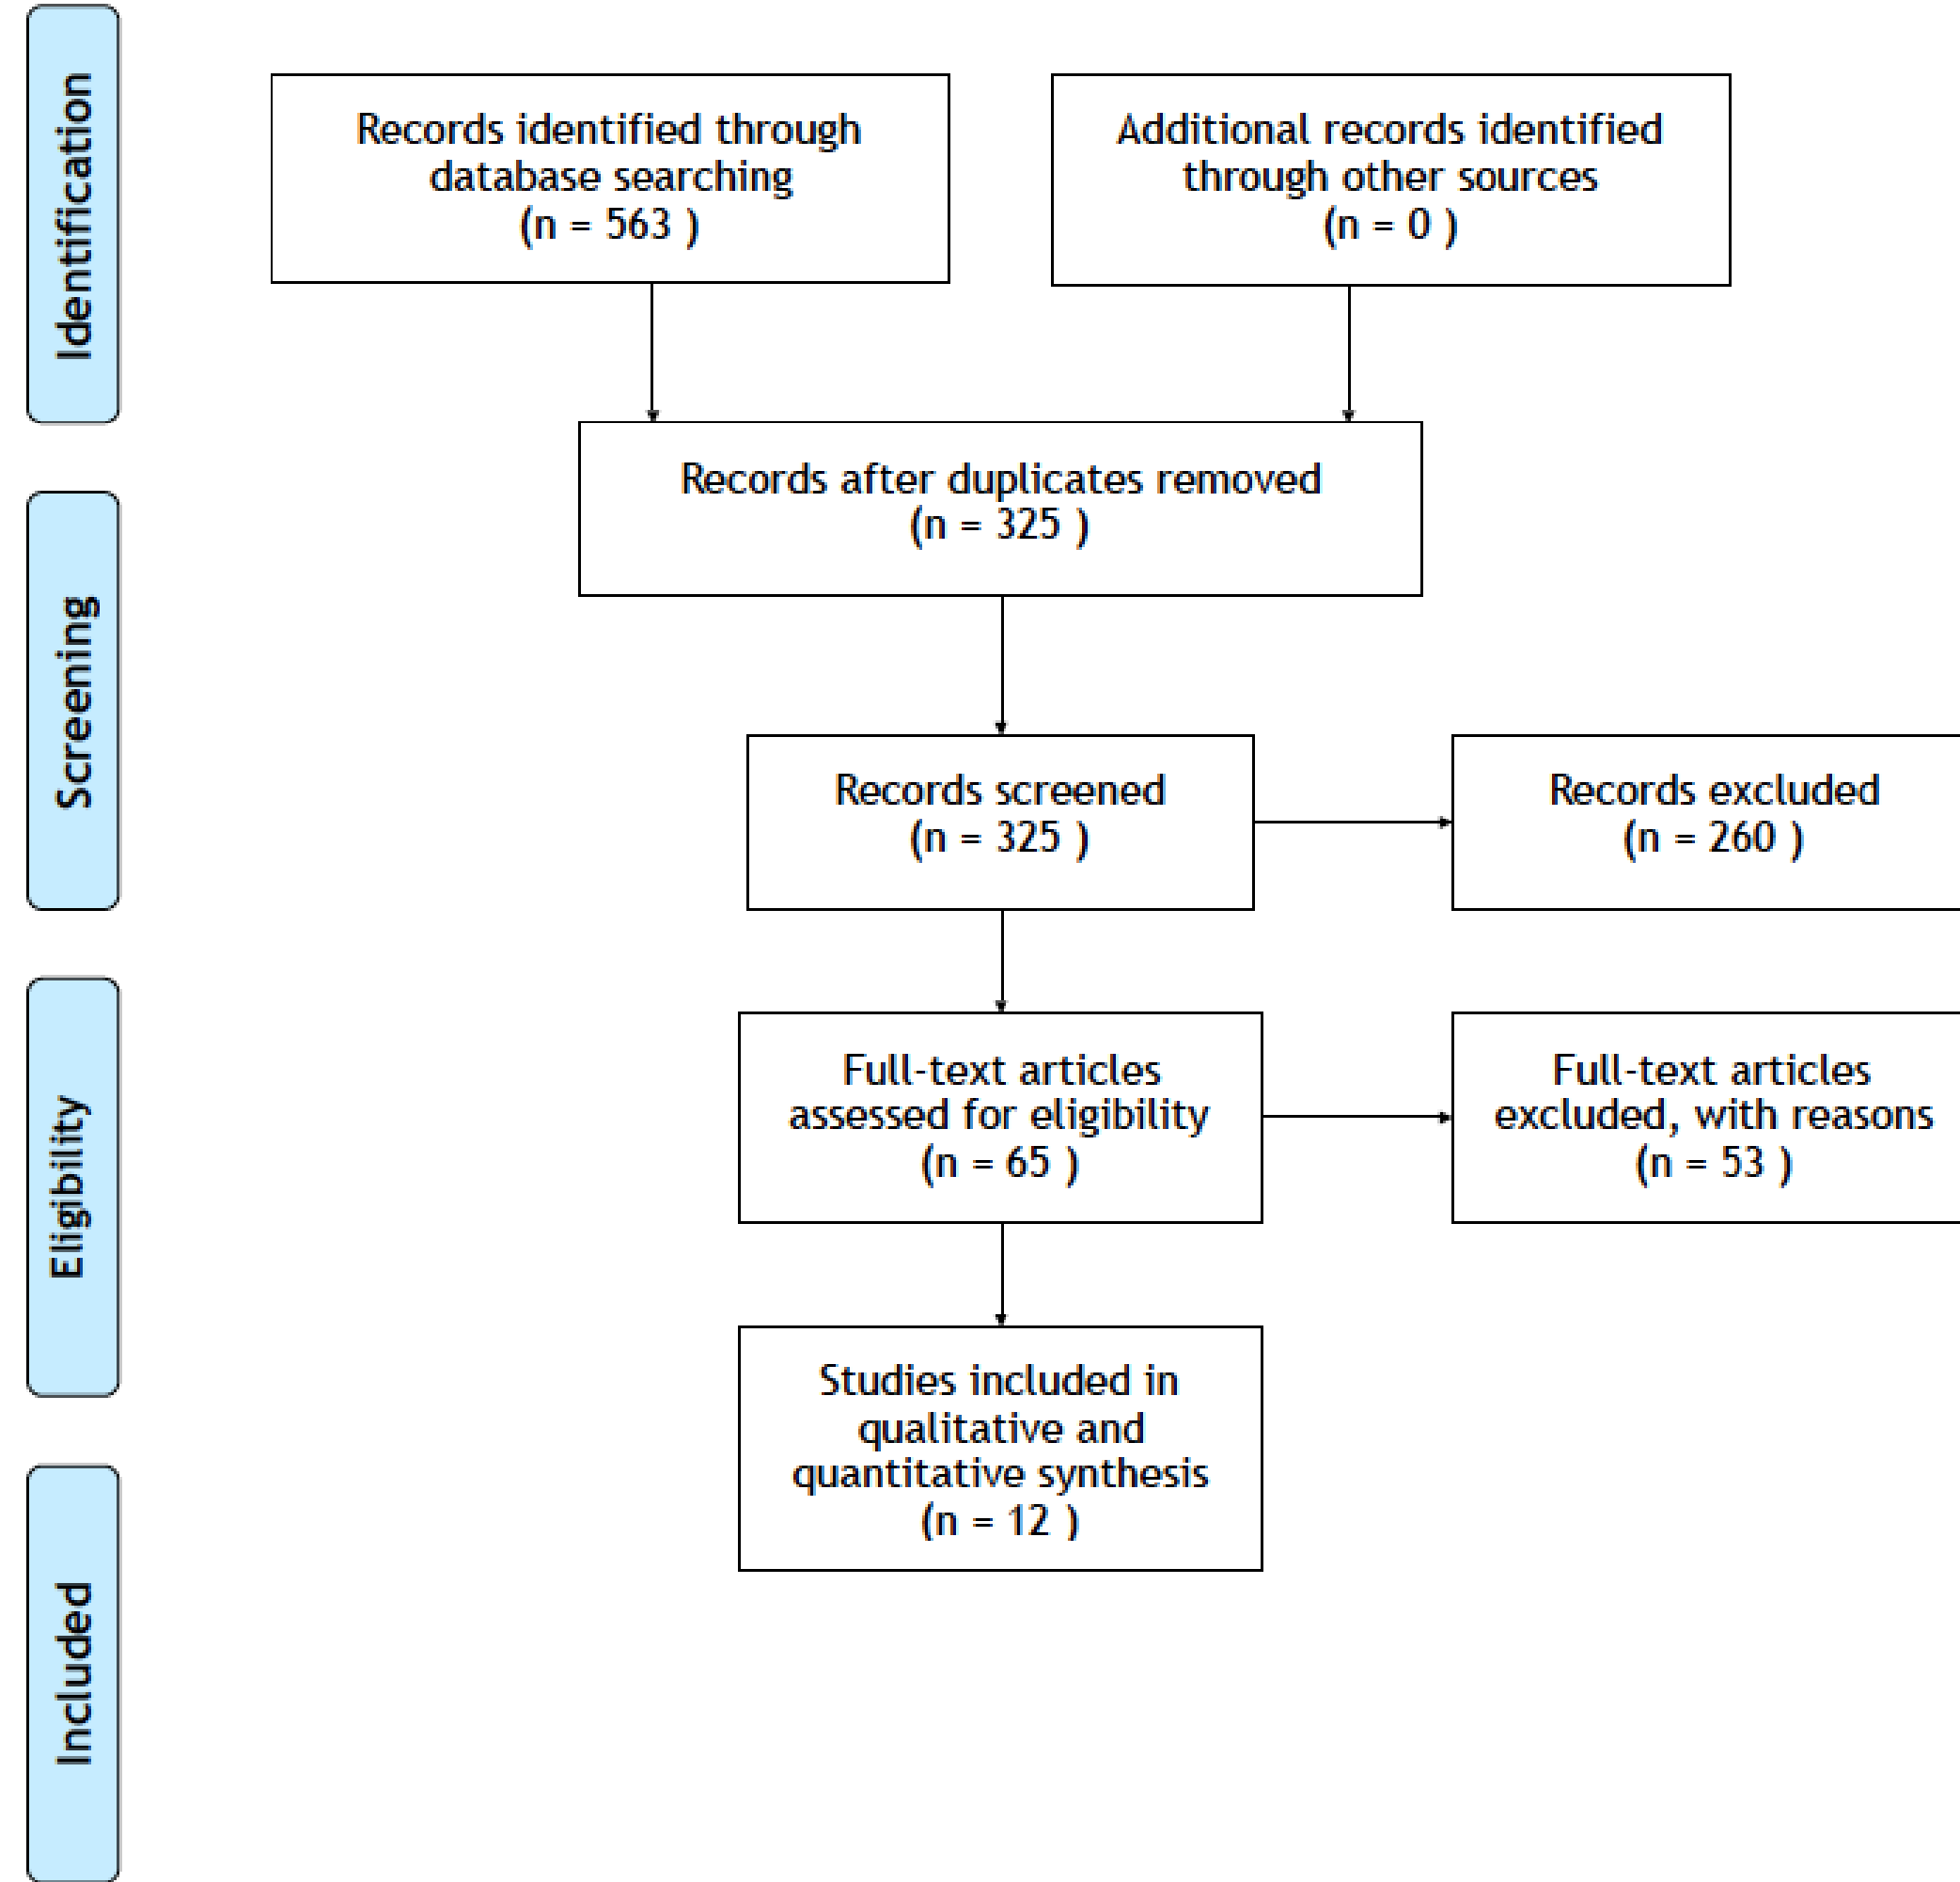 Identification
Records identified through
database searching
(n = 563 )
Additional records identified
through other sources
(n = 0 )
Records after duplicates removed
(n = 325 )
Screening
Records screened
(n = 325 )
Records excluded
(n = 260 )
Eligibility
Full-text articles
assessed for eligibility
(n = 65 )
Full-text articles
excluded, with reasons
(n = 53 )
Studies included in
qualitative and
quantitative synthesis
(n = 12 )
Included